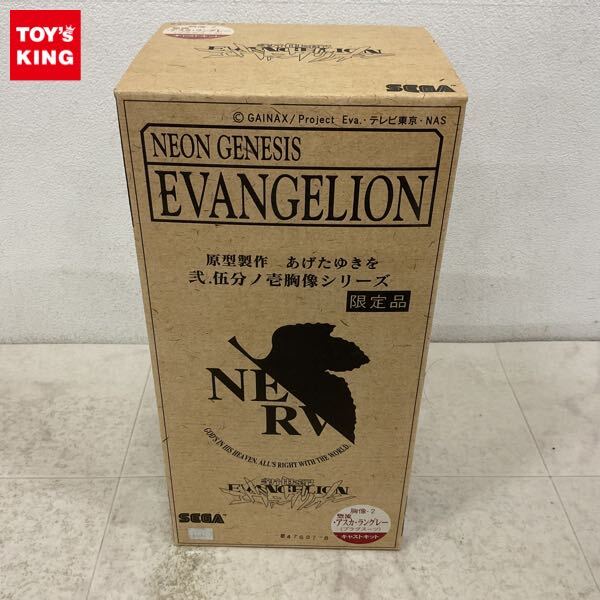 TOY'S
KING
EVANGELION
SEGA
©GAINAX/Project Eva.・テレビ東京・NAS
NEON GENESIS
EVANGELION
原型製作 あげたゆきを
弐.伍分ノ壱胸像シリーズ
限定品
NE
RV
GOD'S IN HIS HEAVEN. ALL'S RIGHT WITH THE WORLD.
EVANGELION
SEGA
胸像-2
惣流
・アスカ・ラングレー
(プラグスーツ)
キャストキット